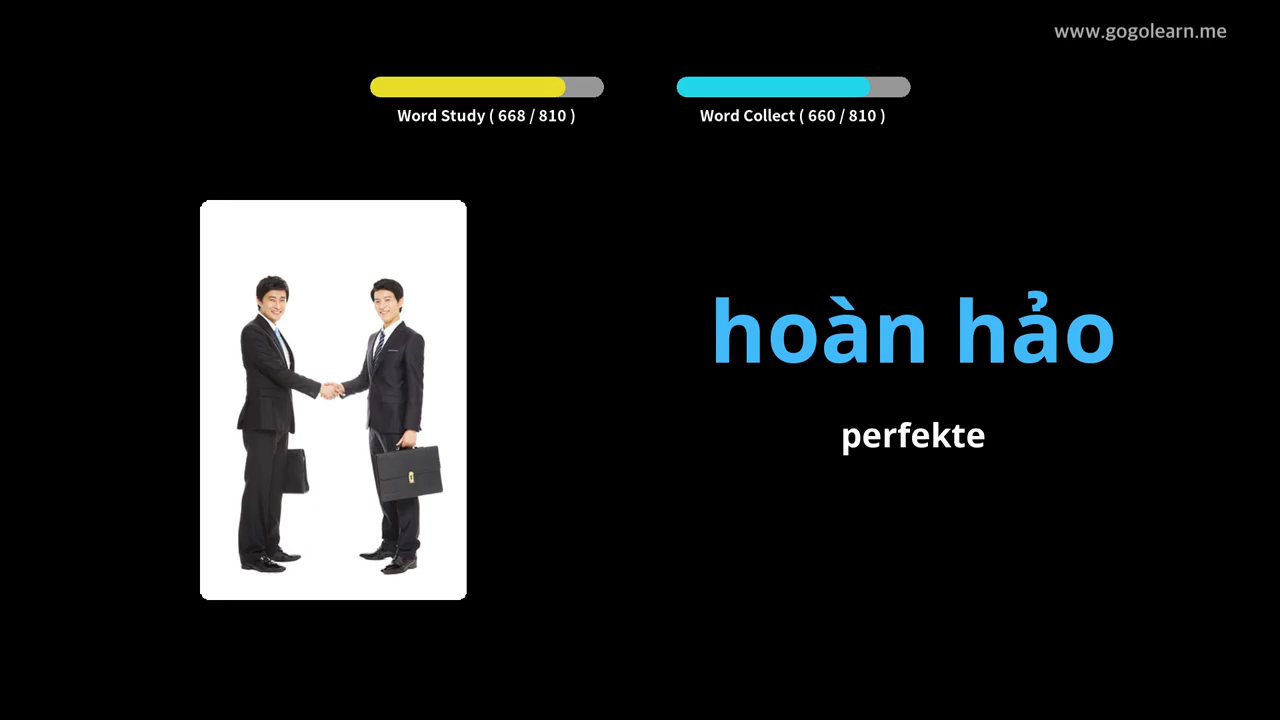 www.gogolearn.me
Word Study ( 668 / 810 )
Word Collect ( 660 / 810 )
hoàn hảo
perfekte